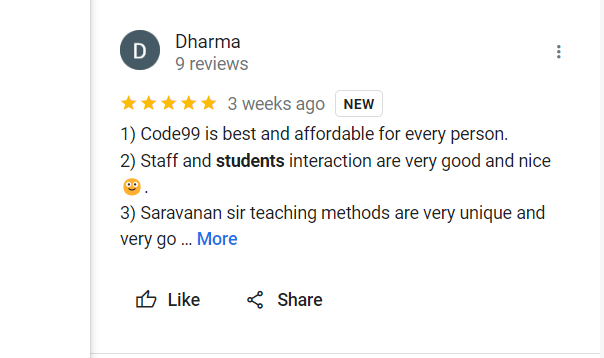 D
Dharma
9 reviews
3 weeks ago NEW
1) Code99 is best and affordable for every person.
2) Staff and students interaction are very good and nice
🙂.
3) Saravanan sir teaching methods are very unique and
very go ... More
Like Share